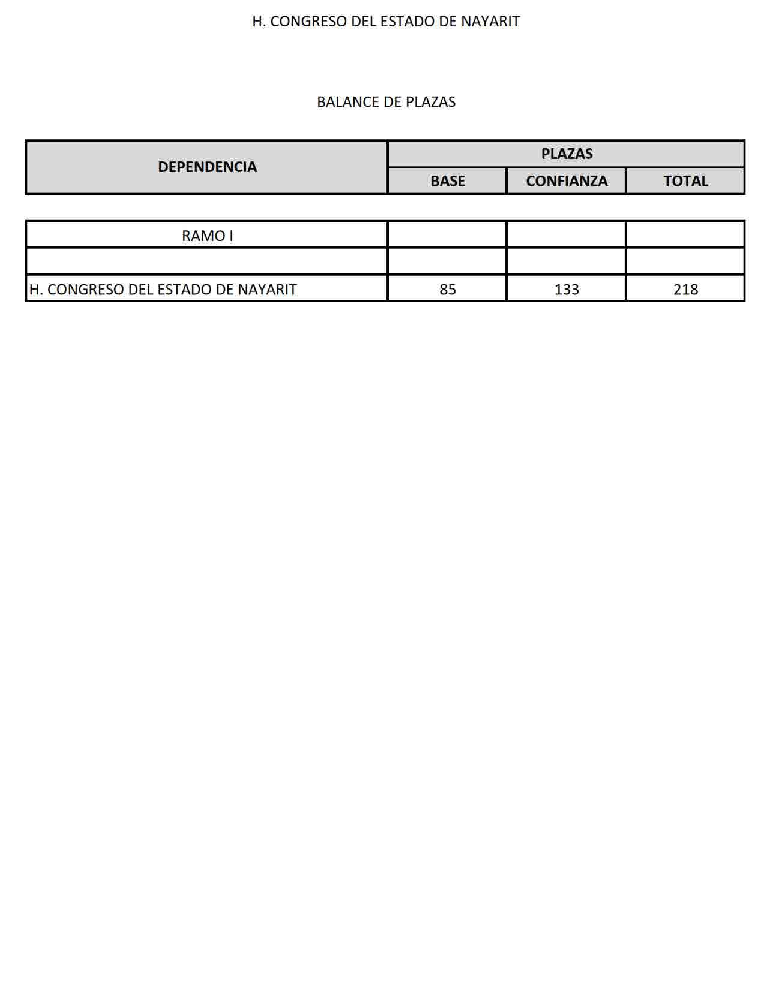 H. CONGRESO DEL ESTADO DE NAYARIT
BALANCE DE PLAZAS
DEPENDENCIA
PLAZAS
BASE CONFIANZA TOTAL
RAMO I
H. CONGRESO DEL ESTADO DE NAYARIT 85 133 218